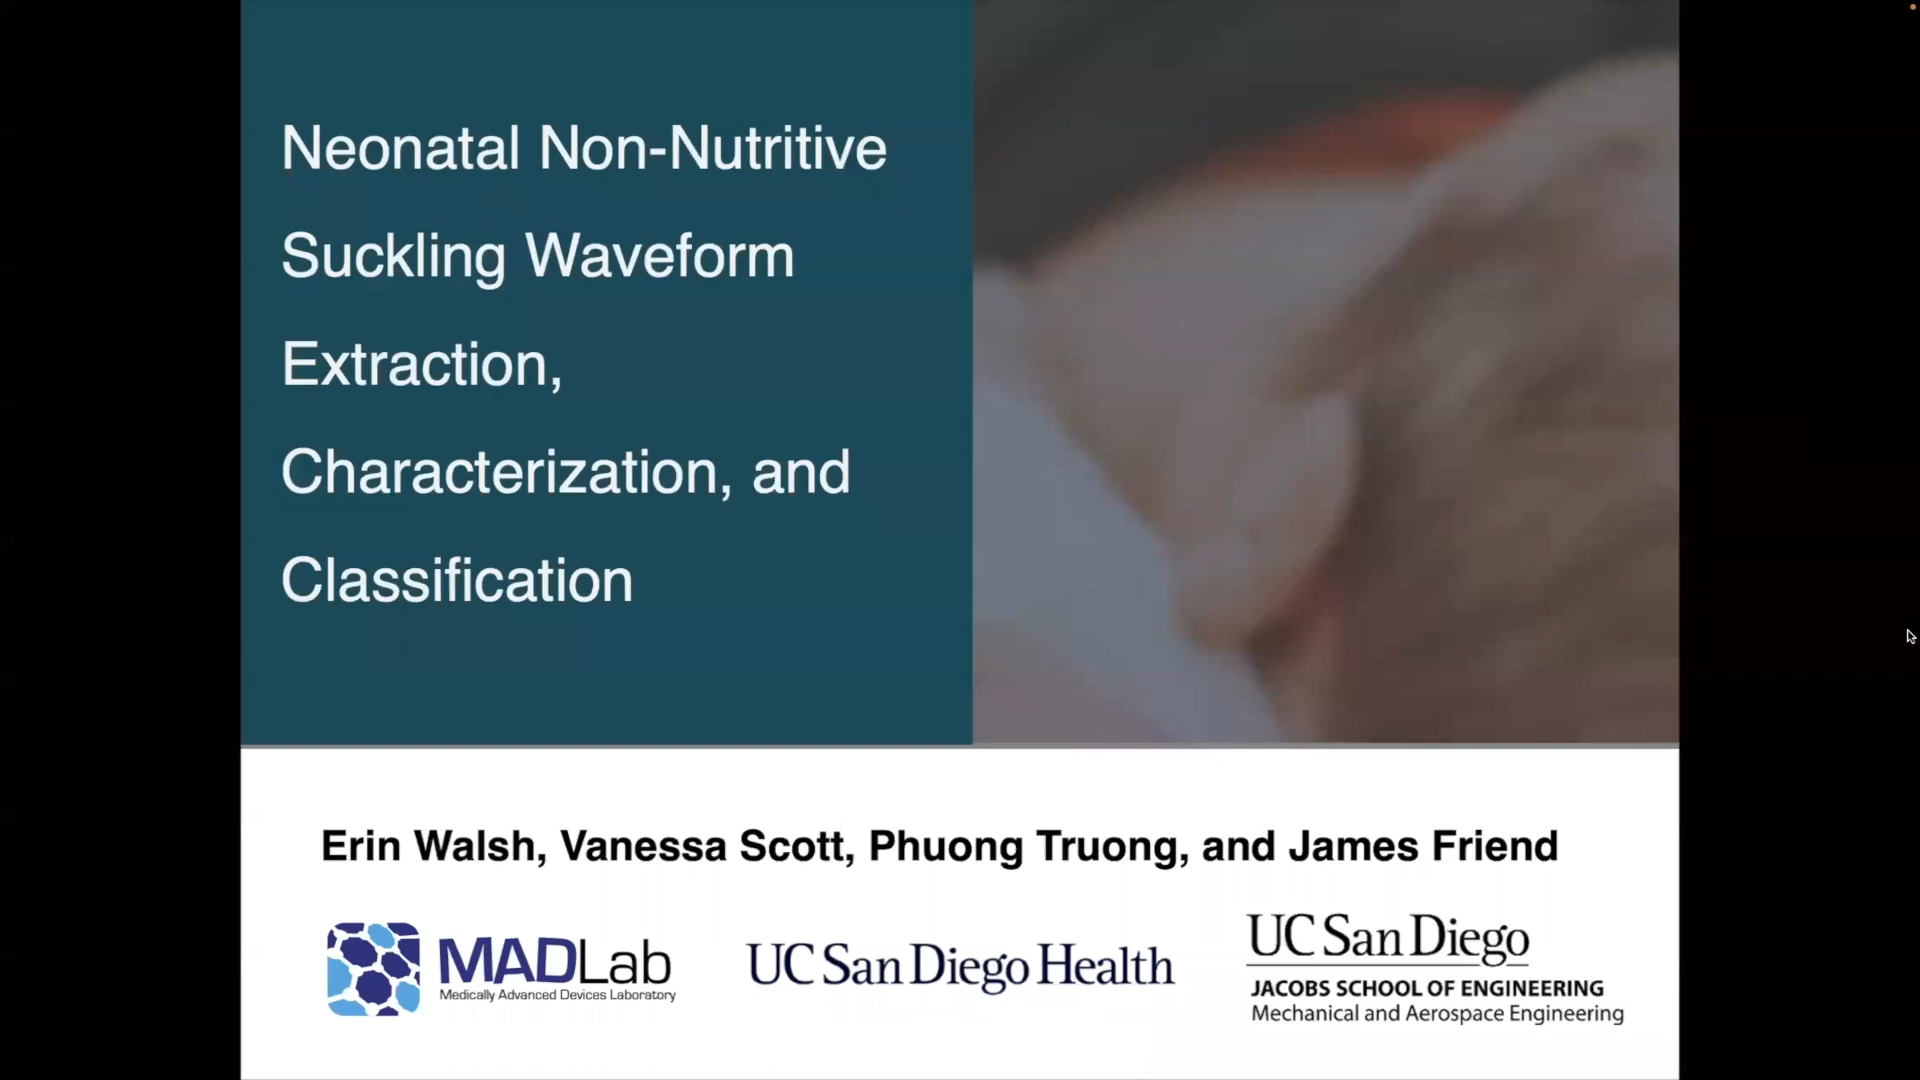 Neonatal Non-Nutritive
Suckling Waveform
Extraction,
Characterization, and
Classification
Erin Walsh, Vanessa Scott, Phuong Truong, and James Friend
MADLab
Medically Advanced Devices Laboratory
UC San Diego Health
UC San Diego
JACOBS SCHOOL OF ENGINEERING
Mechanical and Aerospace Engineering